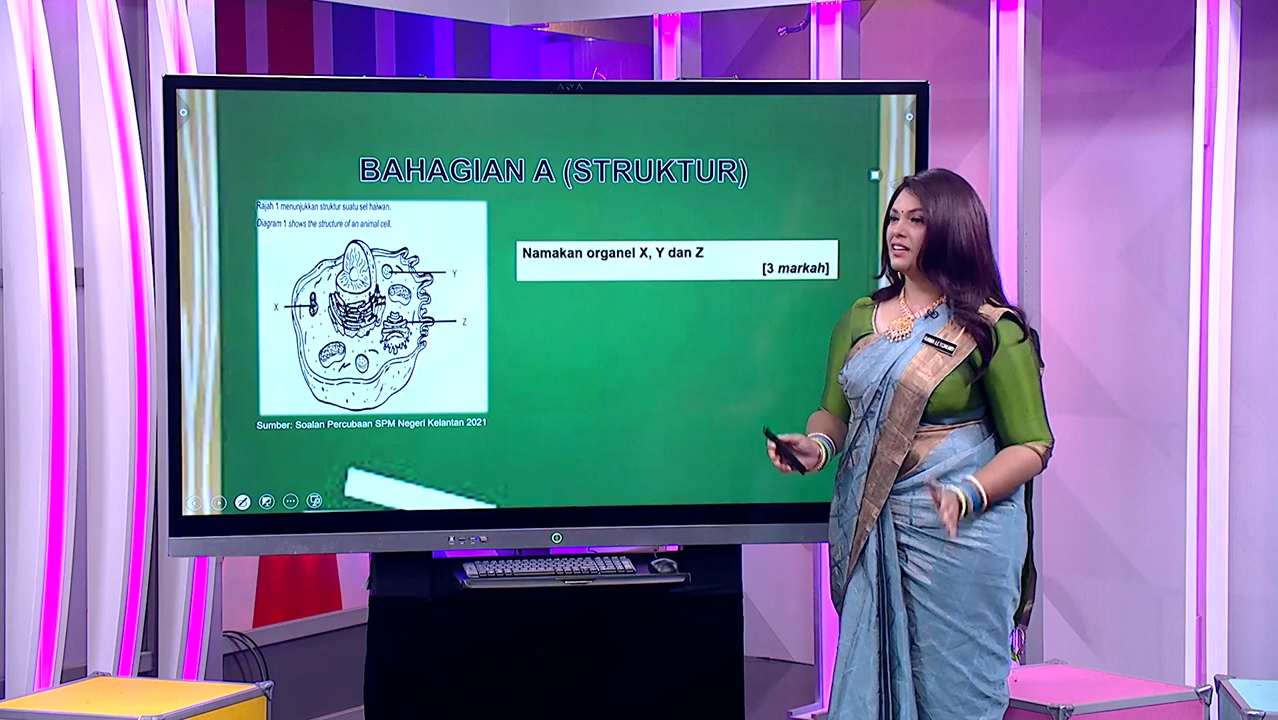 BAHAGIAN A (STRUKTUR)
Rajah 1 menunjukkan struktur suatu sel haiwan.
Diagram 1 shows the structure of an animal cell.
Y
X
Z
Sumber: Soalan Percubaan SPM Negeri Kelantan 2021
Namakan organel X, Y dan Z
[3 markah]